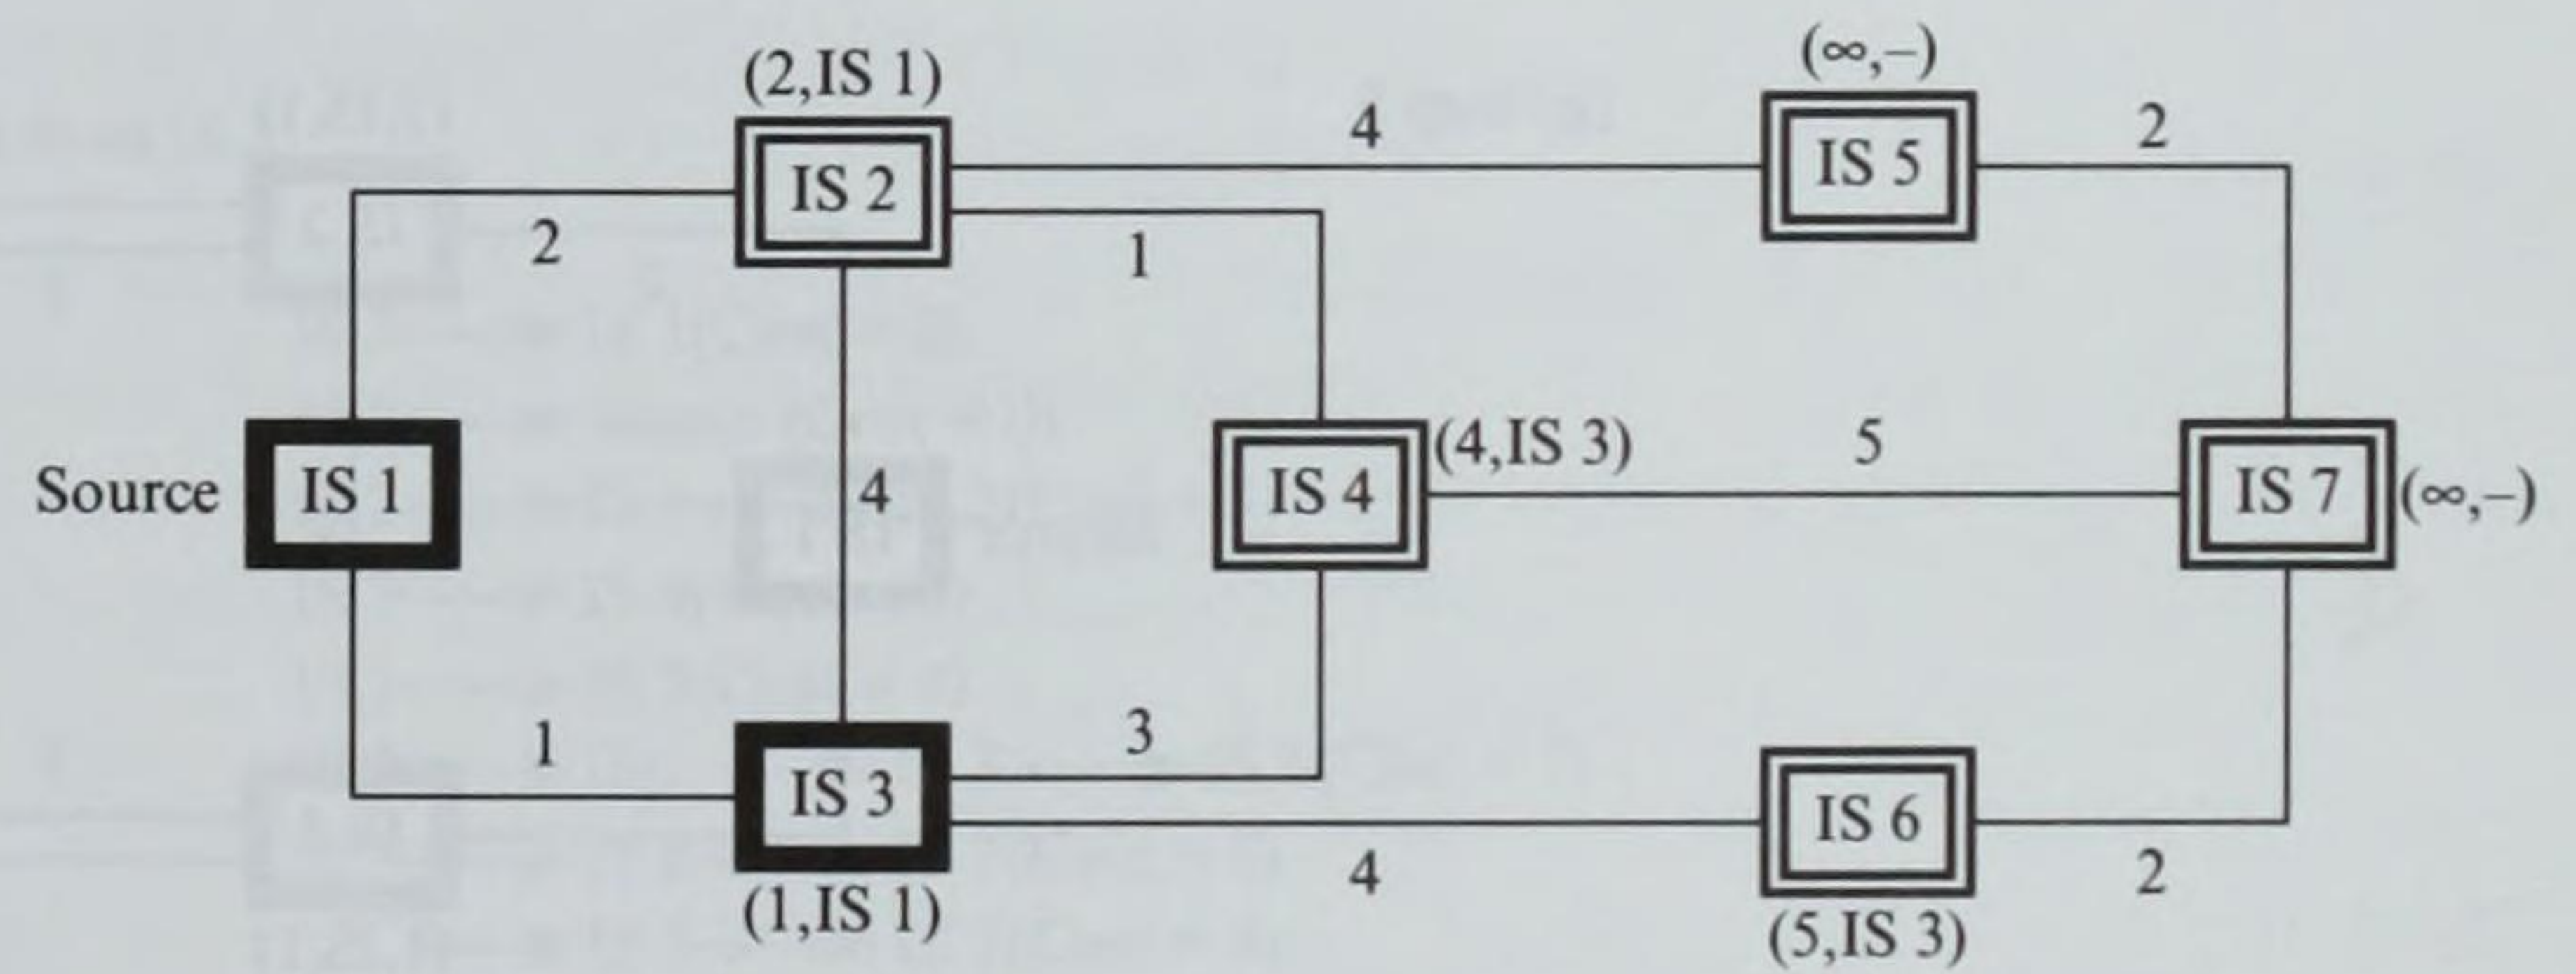 (∞,–)
(2,IS 1)
4
IS 5
2
IS 2
2
1
Source
IS 1
4
IS 4
(4,IS 3)
5
IS 7
(∞,–)
1
3
IS 3
4
IS 6
2
(1,IS 1)
(5,IS 3)